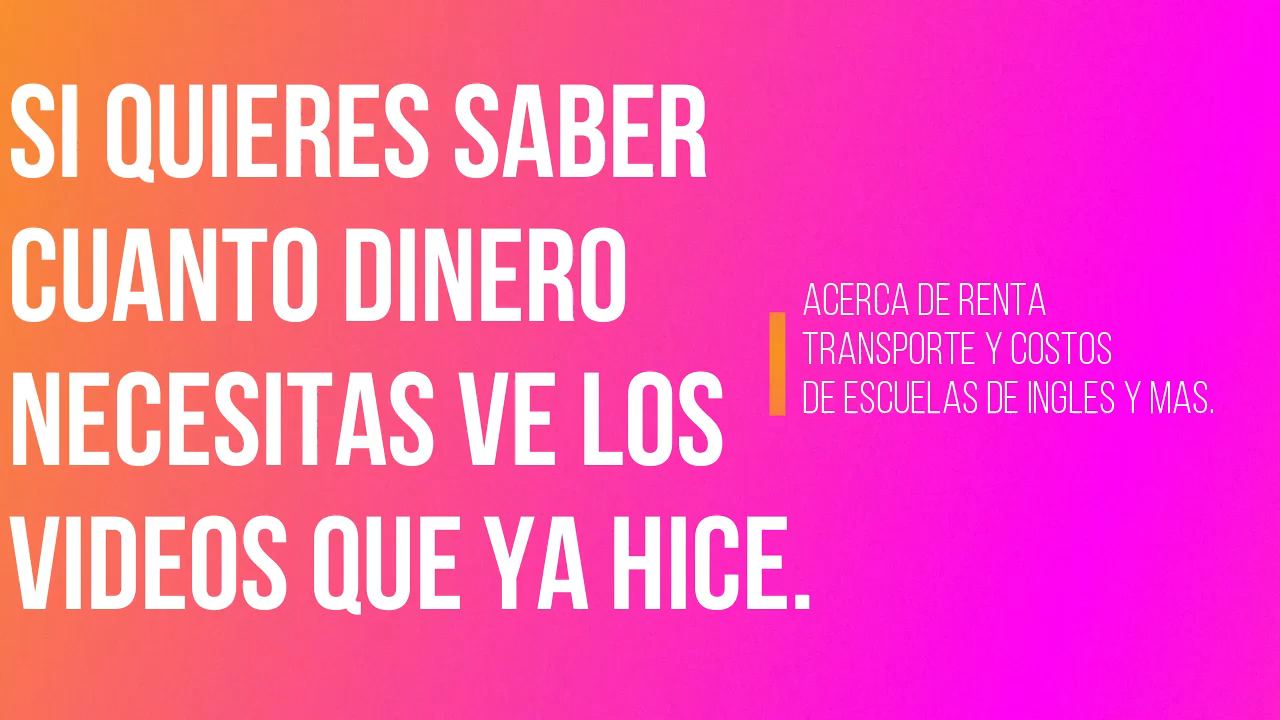 SI QUIERES SABER
CUANTO DINERO
NECESITAS VE LOS
VIDEOS QUE YA HICE.
ACERCA DE RENTA
TRANSPORTE Y COSTOS
DE ESCUELAS DE INGLES Y MAS.